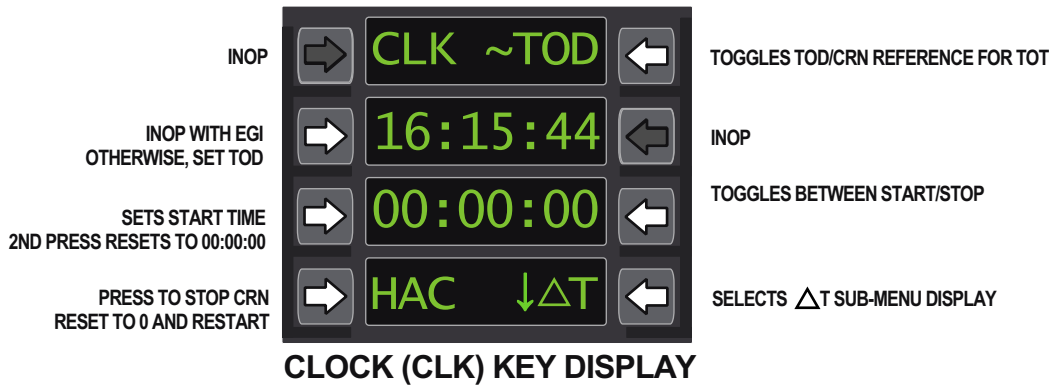 INOP
CLK ~TOD
TOGGLES TOD/CRN REFERENCE FOR TOT
INOP WITH EGI
OTHERWISE, SET TOD
16:15:44
INOP
SETS START TIME
2ND PRESS RESETS TO 00:00:00
00:00:00
TOGGLES BETWEEN START/STOP
PRESS TO STOP CRN
RESET TO 0 AND RESTART
HAC ↓△T
SELECTS △T SUB-MENU DISPLAY
CLOCK (CLK) KEY DISPLAY